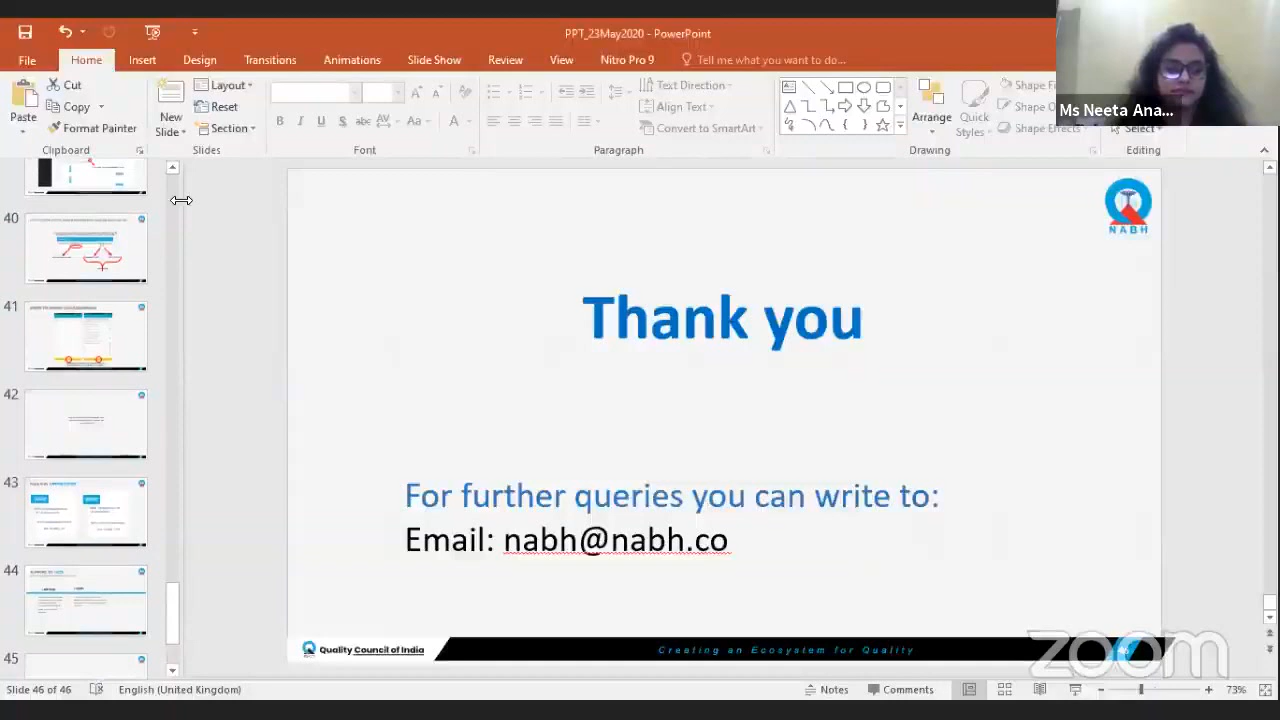 PPT_23May2020 - PowerPoint
File Home Insert Design Transitions Animations Slide Show Review View Nitro Pro 9 Tell me what you want to do...
Paste
Cut
Copy
Format Painter
Clipboard
New
Slide
Layout
Reset
Section
Slides
B I U S abc AV Aa A
Font
Text Direction
Align Text
Convert to SmartArt
Paragraph
Arrange
Quick
Styles
Shape Fi
Shape O
Shape Effects
Drawing
Select
Editing
Ms Neeta Ana...
40
41
42
43
44
45
NABH
Thank you
For further queries you can write to:
Email: nabh@nabh.co
Quality Council of India
Creating an Ecosystem for Quality
46
zoom
Slide 46 of 46 English (United Kingdom) Notes Comments 73%